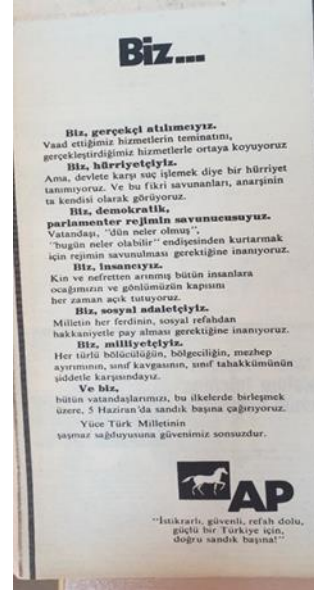 Biz...
Biz, gerçekçi atılımcıyız.
Vaad ettiğimiz hizmetlerin teminatını,
gerçekleştirdiğimiz hizmetlerle ortaya koyuyoruz
Biz, hürriyetçiyiz.
Ama, devlete karşı suç işlemek diye bir hürriyet
tanımıyoruz. Ve bu fikri savunanları, anarşinin
ta kendisi olarak görüyoruz.
Biz, demokratik,
parlamenter rejimin savunucusuyuz.
Vatandaşı, "dün neler olmuş",
"bugün neler olabilir" endişesinden kurtarmak
için rejimin savunulması gerektiğine inanıyoruz.
Biz, insancıyız.
Kin ve nefretten arınmış bütün insanlara
ocağımızın ve gönlümüzün kapısını
her zaman açık tutuyoruz.
Biz, sosyal adaletçiyiz.
Milletin her ferdinin, sosyal refahdan
hakkaniyetle pay alması gerektiğine inanıyoruz.
Biz, milliyetçiyiz.
Her türlü bölücülüğün, bölgeciliğin, mezhep
ayırımının, sınıf kavgasının, sınıf tahakkümünün
şiddetle karşısındayız.
Ve biz,
bütün vatandaşlarımızı, bu ilkelerde birleşmek
üzere, 5 Haziran'da sandık başına çağırıyoruz.
Yüce Türk Milletinin
şaşmaz sağduyusuna güvenimiz sonsuzdur.
AP
"İstikrarlı, güvenli, refah dolu,
güçlü bir Türkiye için,
doğru sandık başına!"